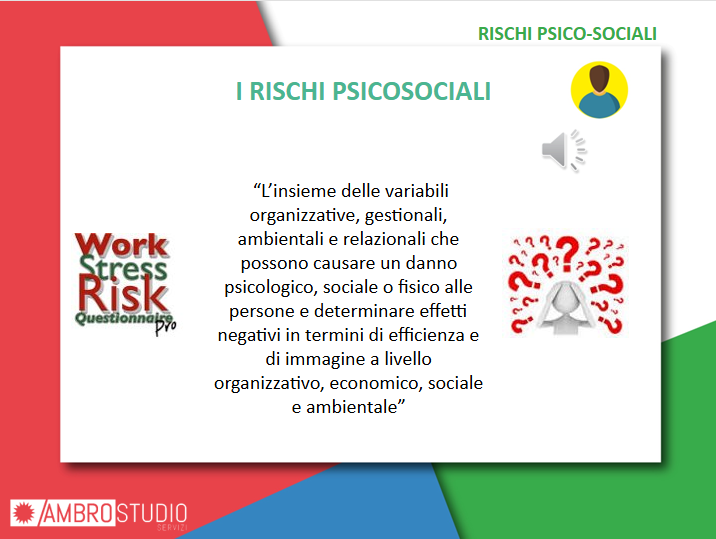 RISCHI PSICO-SOCIALI
I RISCHI PSICOSOCIALI
“L’insieme delle variabili
organizzative, gestionali,
ambientali e relazionali che
possono causare un danno
psicologico, sociale o fisico alle
persone e determinare effetti
negativi in termini di efficienza e
di immagine a livello
organizzativo, economico, sociale
e ambientale”
Work
Stress
Risk
Questionnaire
Pro
AMBROSTUDIO
SERVIZI